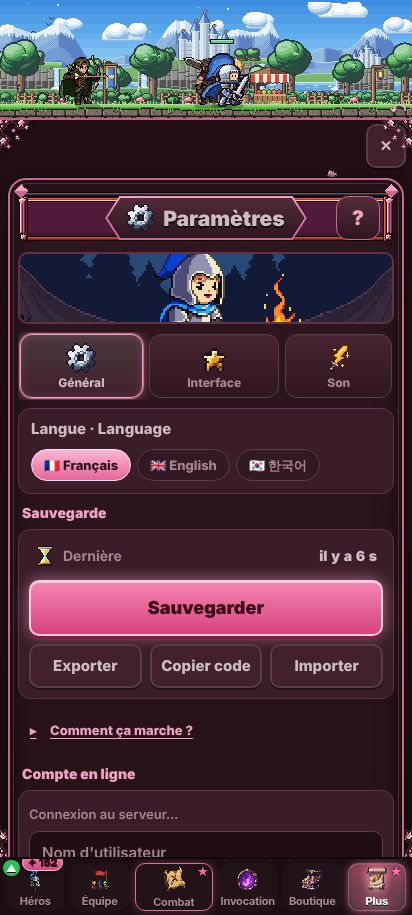 ×
Paramètres
?
Général
Interface
Son
Langue · Language
🇫🇷 Français
🇬🇧 English
🇰🇷 한국어
Sauvegarde
Dernière
il y a 6 s
Sauvegarder
Exporter
Copier code
Importer
▸ Comment ça marche ?
Compte en ligne
Connexion au serveur...
Nom d'utilisateur
Héros
Équipe
Combat
Invocation
Boutique
Plus